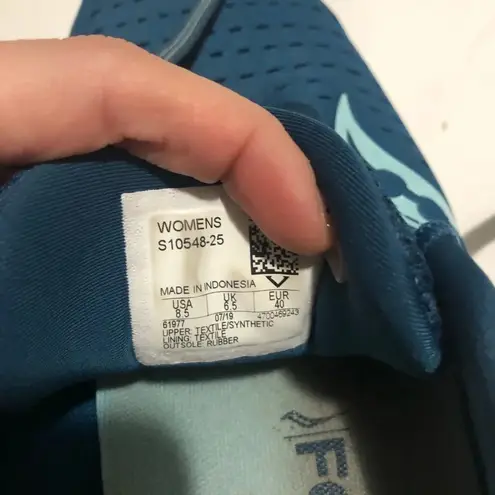 WOMENS
S10548-25
MADE IN INDONESIA
USA UK EUR
8.5 6.5 40
61977 07/19 4700469243
UPPER: TEXTILE/SYNTHETIC
LINING: TEXTILE
OUTSOLE: RUBBER